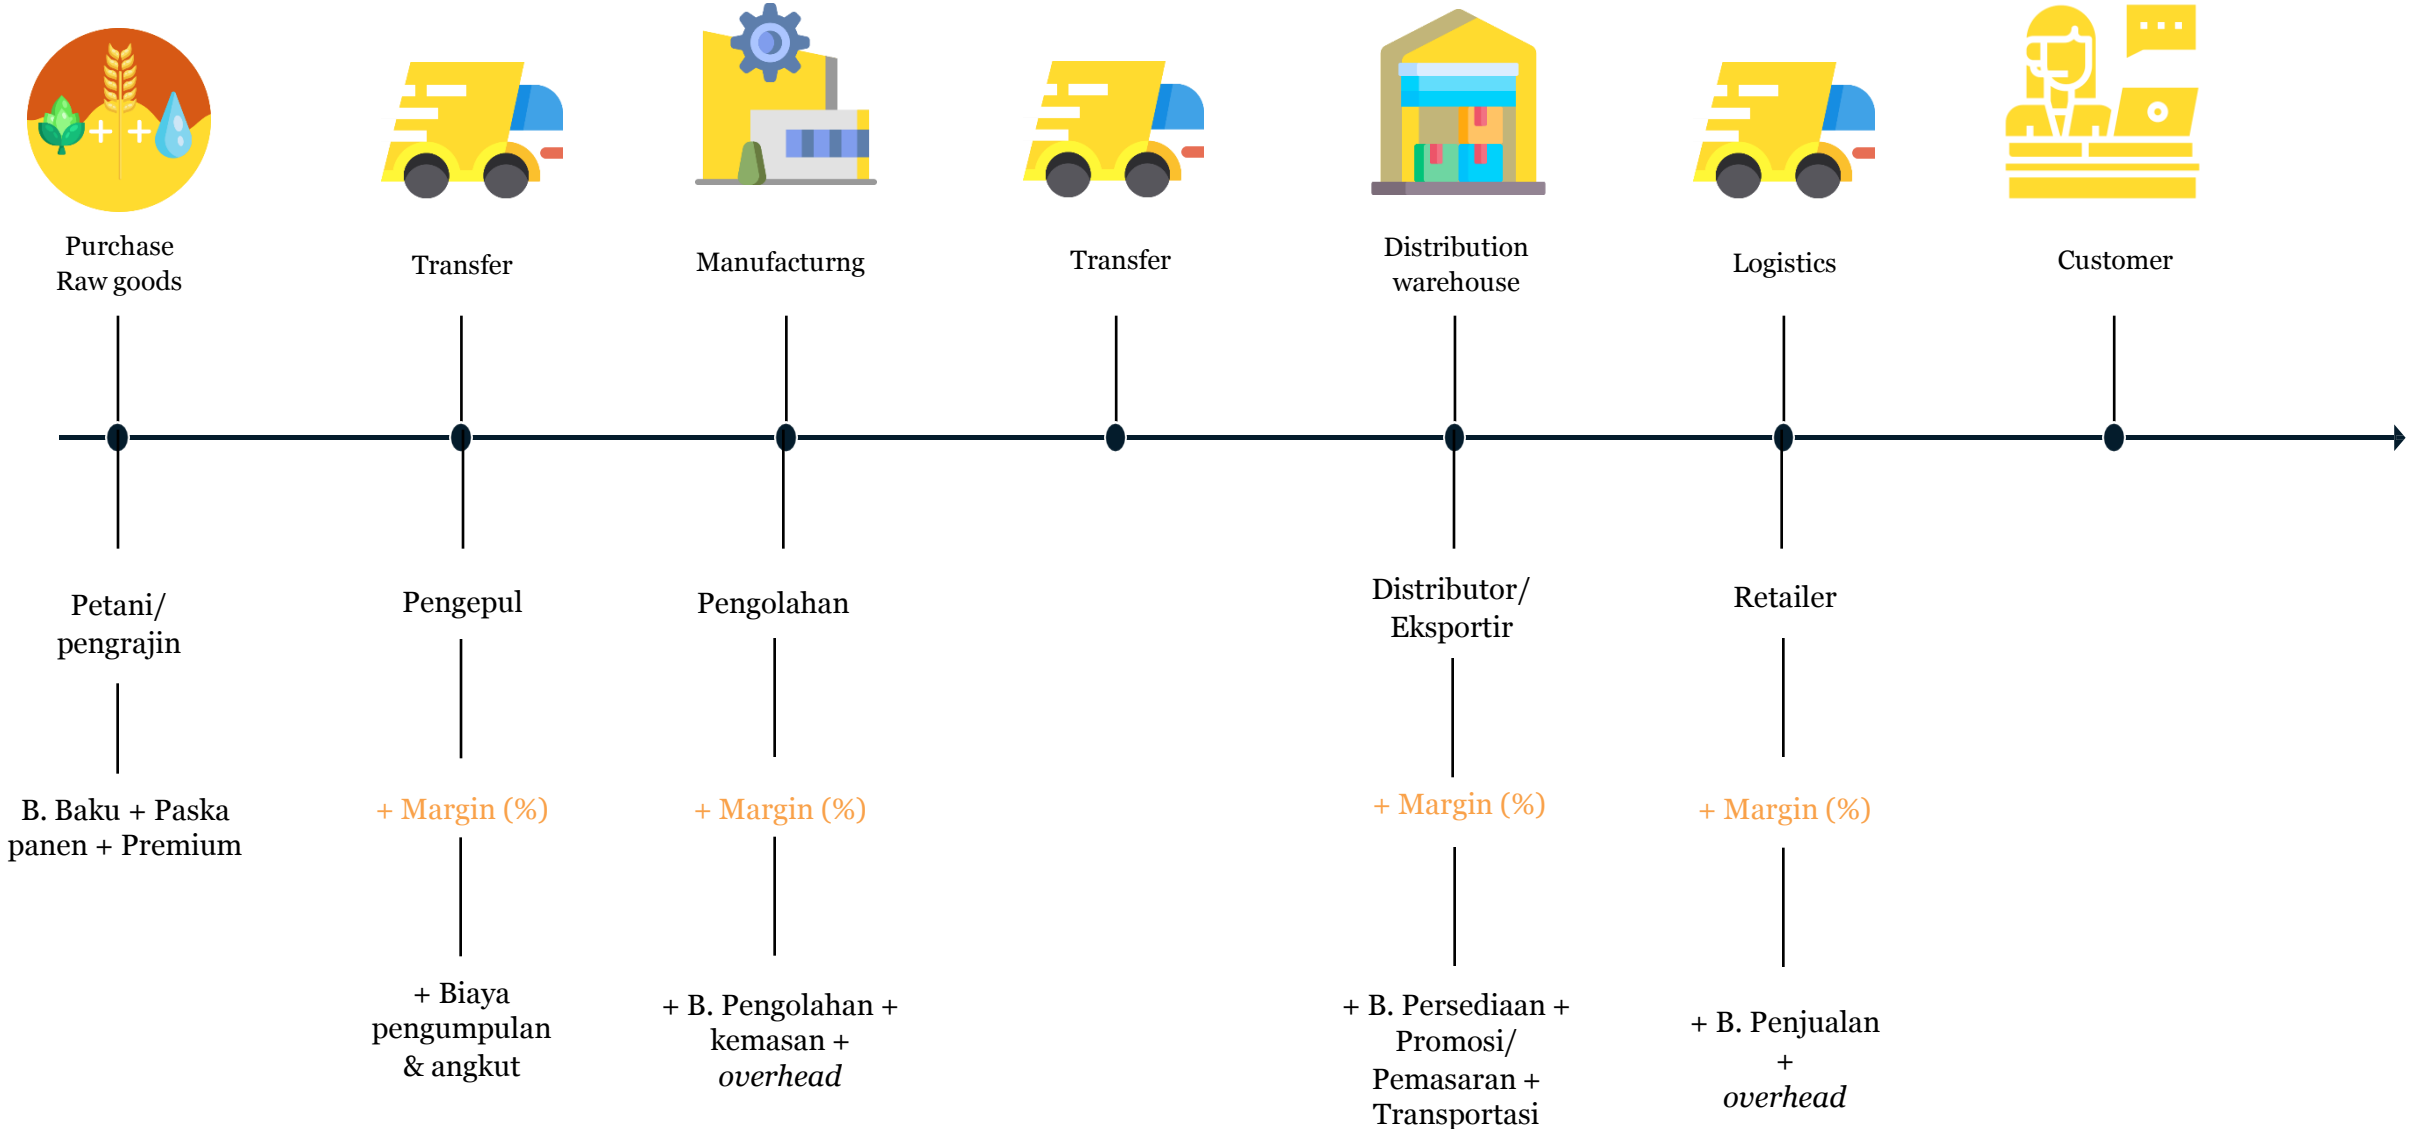 Purchase
Raw goods
Transfer
Manufacturng
Transfer
Distribution
warehouse
Logistics
Customer
Petani/
pengrajin
Pengepul
Pengolahan
Distributor/
Eksportir
Retailer
B. Baku + Paska
panen + Premium
+ Margin (%)
+ Margin (%)
+ Margin (%)
+ Margin (%)
+ Biaya
pengumpulan
& angkut
+ B. Pengolahan +
kemasan +
overhead
+ B. Persediaan +
Promosi/
Pemasaran +
Transportasi
+ B. Penjualan
+
overhead